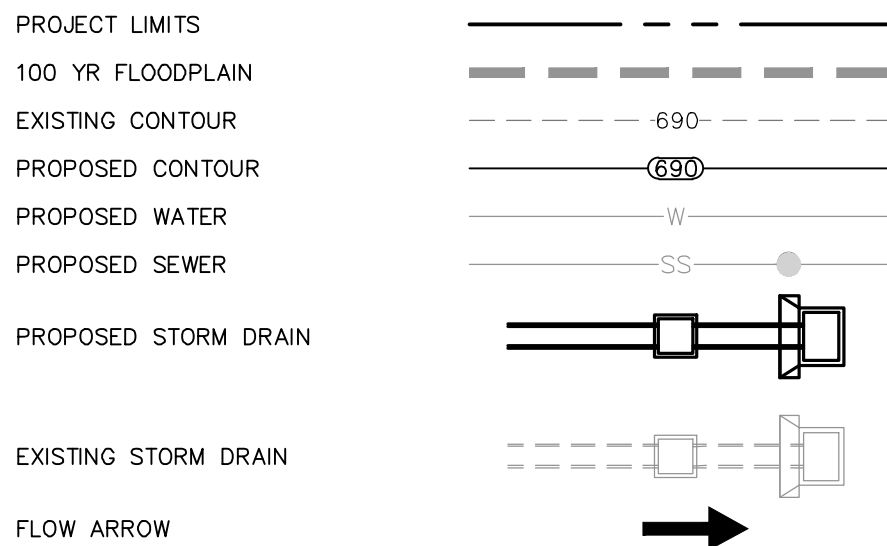 PROJECT LIMITS
100 YR FLOODPLAIN
EXISTING CONTOUR 690
PROPOSED CONTOUR 690
PROPOSED WATER W
PROPOSED SEWER SS
PROPOSED STORM DRAIN
EXISTING STORM DRAIN
FLOW ARROW